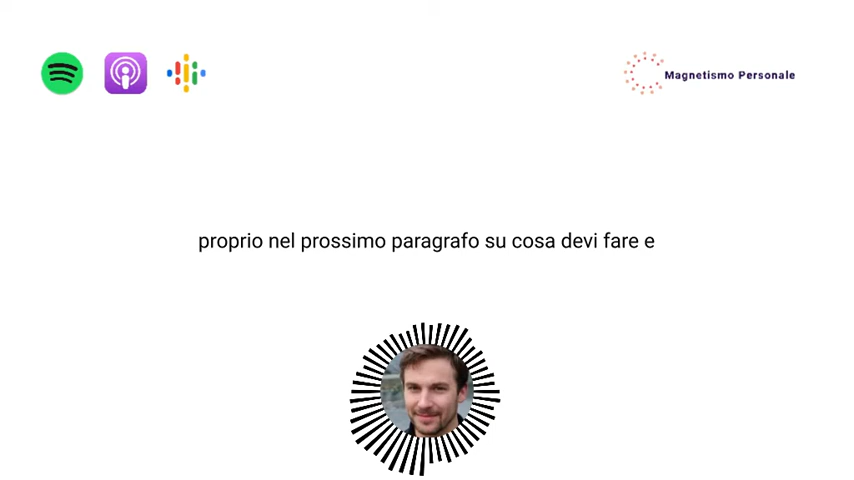 Magnetismo Personale
proprio nel prossimo paragrafo su cosa devi fare e